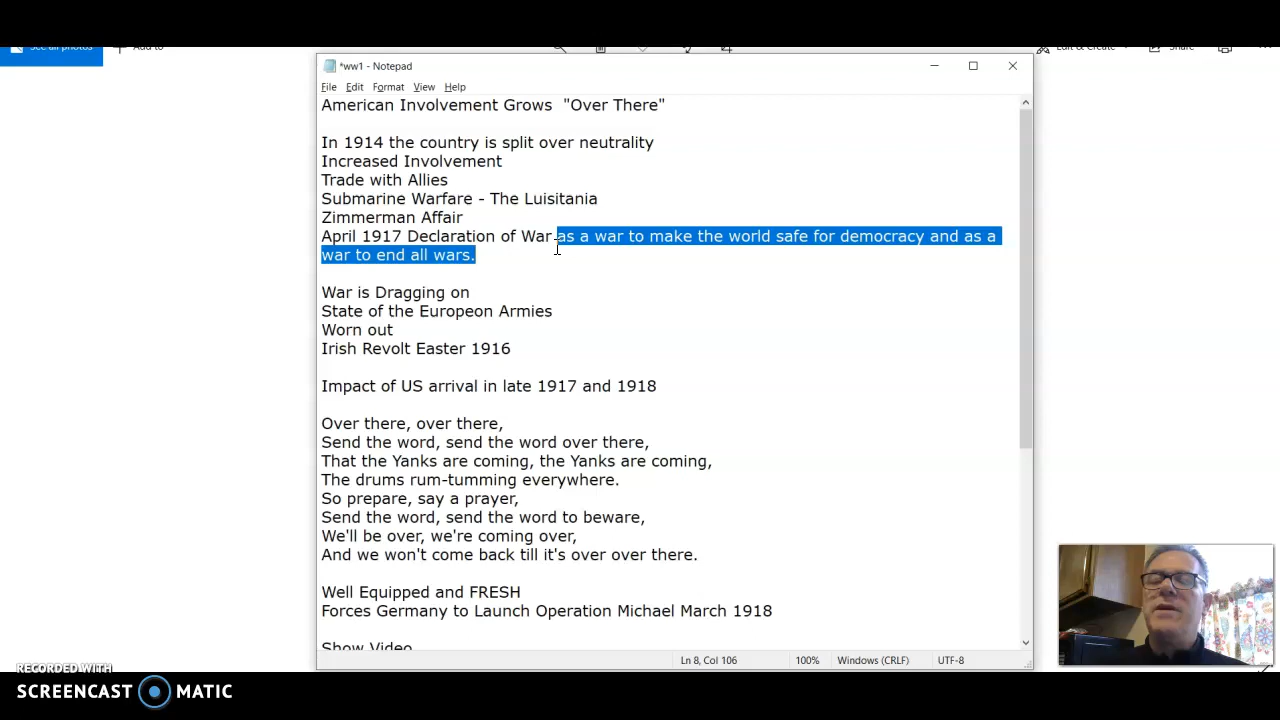 See all photos
Add to
Edit & Create
Share
*ww1 - Notepad
File Edit Format View Help
American Involvement Grows  "Over There"
In 1914 the country is split over neutrality
Increased Involvement
Trade with Allies
Submarine Warfare - The Luisitania
Zimmerman Affair
April 1917 Declaration of War as a war to make the world safe for democracy and as a
war to end all wars.
War is Dragging on
State of the Europeon Armies
Worn out
Irish Revolt Easter 1916
Impact of US arrival in late 1917 and 1918
Over there, over there,
Send the word, send the word over there,
That the Yanks are coming, the Yanks are coming,
The drums rum-tumming everywhere.
So prepare, say a prayer,
Send the word, send the word to beware,
We'll be over, we're coming over,
And we won't come back till it's over over there.
Well Equipped and FRESH
Forces Germany to Launch Operation Michael March 1918
Show Video
Ln 8, Col 106 100% Windows (CRLF) UTF-8
RECORDED WITH
SCREENCAST MATIC